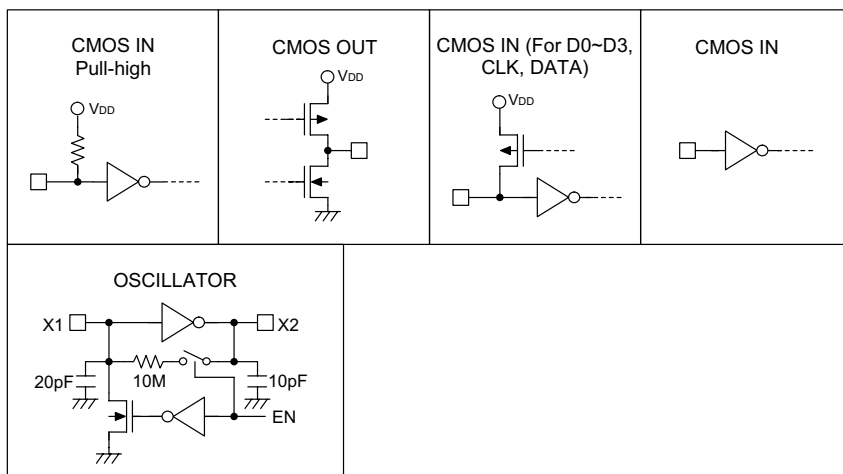 CMOS IN
Pull-high
VDD
CMOS OUT
VDD
CMOS IN (For D0~D3,
CLK, DATA)
VDD
CMOS IN
OSCILLATOR
X1
X2
20pF
10M
10pF
EN